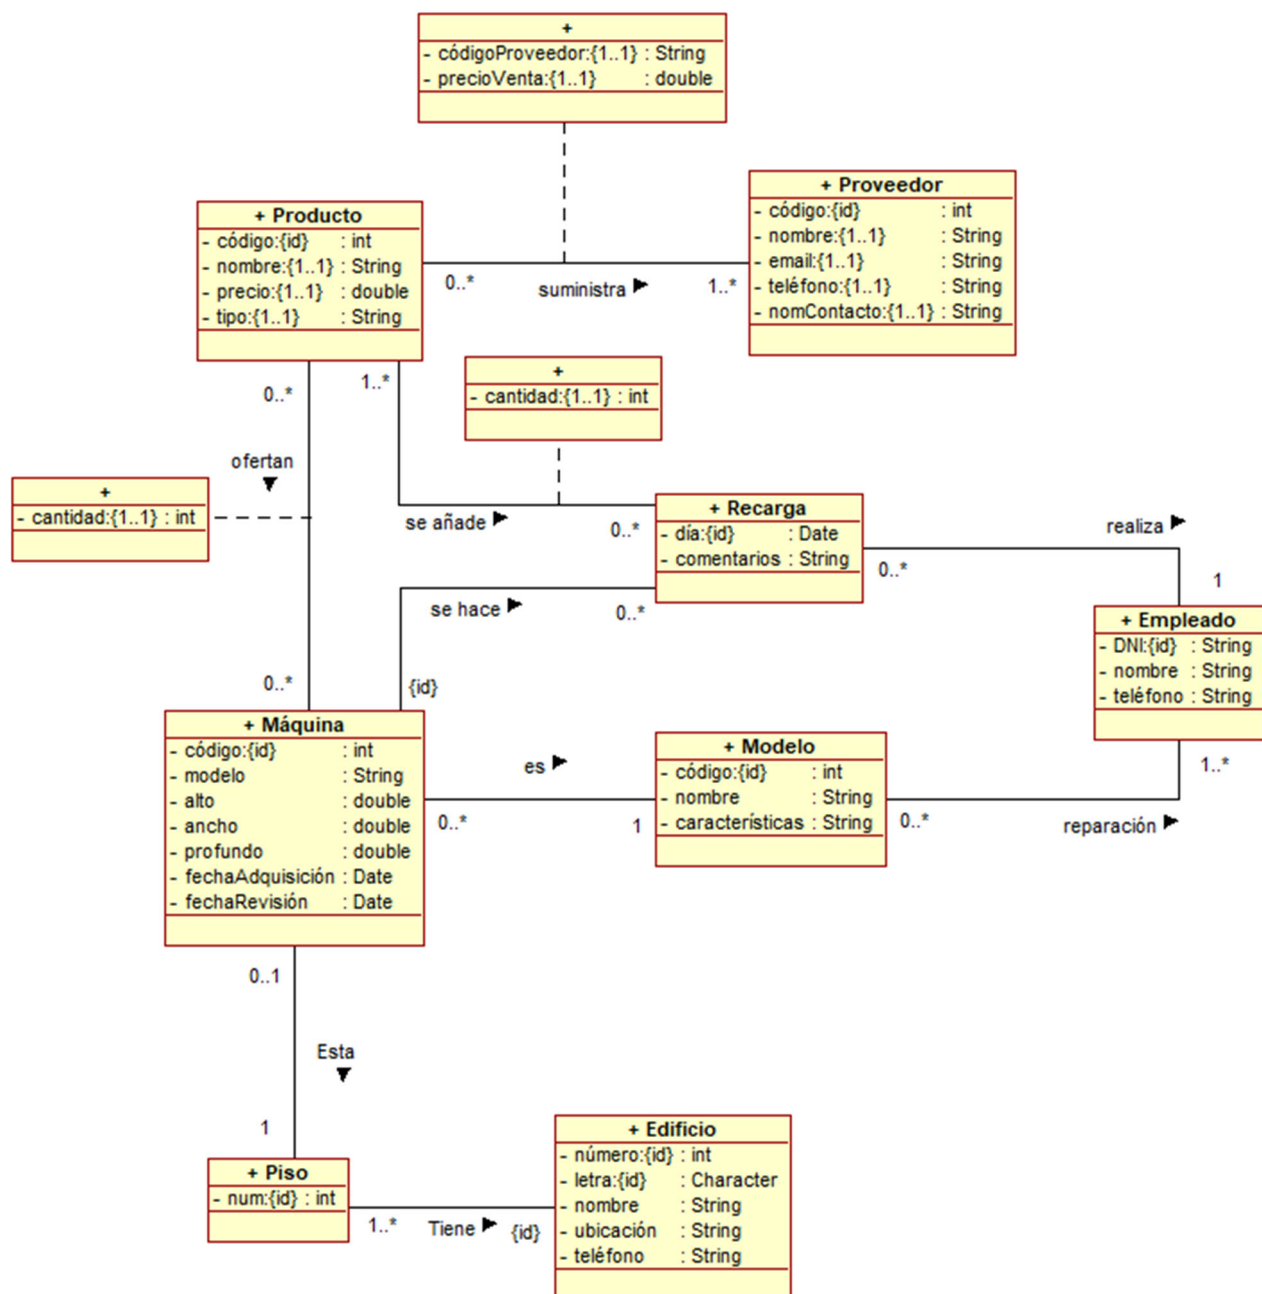 +
- códigoProveedor:{1..1} : String
- precioVenta:{1..1} : double
+ Proveedor
- código:{id} : int
- nombre:{1..1} : String
- email:{1..1} : String
- teléfono:{1..1} : String
- nomContacto:{1..1} : String
+ Producto
- código:{id} : int
- nombre:{1..1} : String
- precio:{1..1} : double
- tipo:{1..1} : String
0..*
suministra
1..*
0..*
1..*
+
- cantidad:{1..1} : int
ofertan
+
- cantidad:{1..1} : int
se añade
0..*
+ Recarga
- día:{id} : Date
- comentarios : String
realiza
0..*
1
se hace
0..*
+ Empleado
- DNI:{id} : String
- nombre : String
- teléfono : String
0..*
{id}
+ Máquina
- código:{id} : int
- modelo : String
- alto : double
- ancho : double
- profundo : double
- fechaAdquisición : Date
- fechaRevisión : Date
es
0..*
1
+ Modelo
- código:{id} : int
- nombre : String
- características : String
1..*
0..*
reparación
0..1
Esta
1
+ Piso
- num:{id} : int
1..*
Tiene
{id}
+ Edificio
- número:{id} : int
- letra:{id} : Character
- nombre : String
- ubicación : String
- teléfono : String